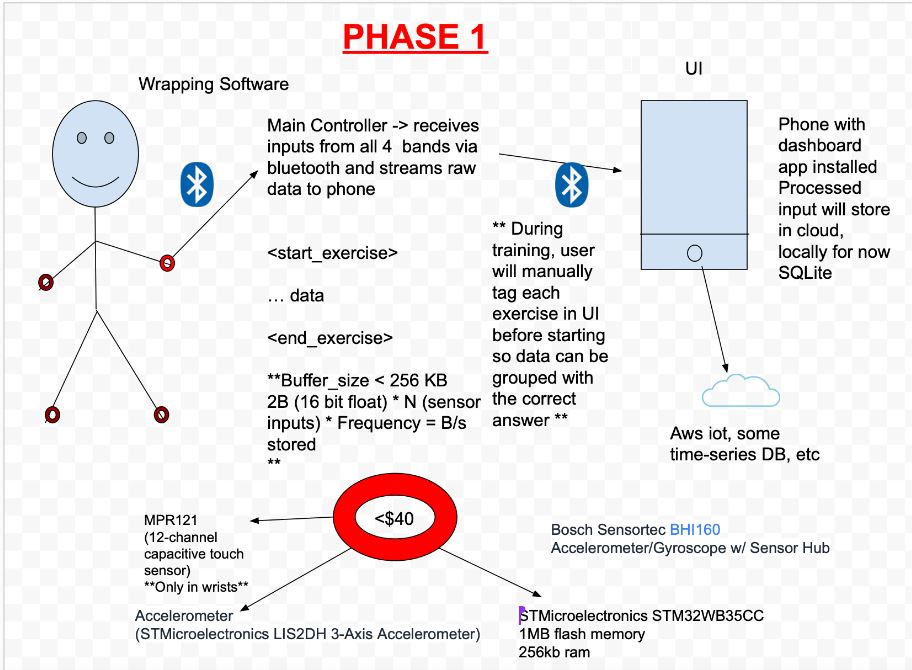 PHASE 1
Wrapping Software
UI
Main Controller -> receives
inputs from all 4 bands via
bluetooth and streams raw
data to phone
<start_exercise>
... data
<end_exercise>
**Buffer_size < 256 KB
2B (16 bit float) * N (sensor
inputs) * Frequency = B/s
stored
**
** During
training, user
will manually
tag each
exercise in UI
before starting
so data can be
grouped with
the correct
answer **
Phone with
dashboard
app installed
Processed
input will store
in cloud,
locally for now
SQLite
Aws iot, some
time-series DB, etc
<$40
MPR121
(12-channel
capacitive touch
sensor)
**Only in wrists**
Accelerometer
(STMicroelectronics LIS2DH 3-Axis Accelerometer)
Bosch Sensortec BHI160
Accelerometer/Gyroscope w/ Sensor Hub
STMicroelectronics STM32WB35CC
1MB flash memory
256kb ram